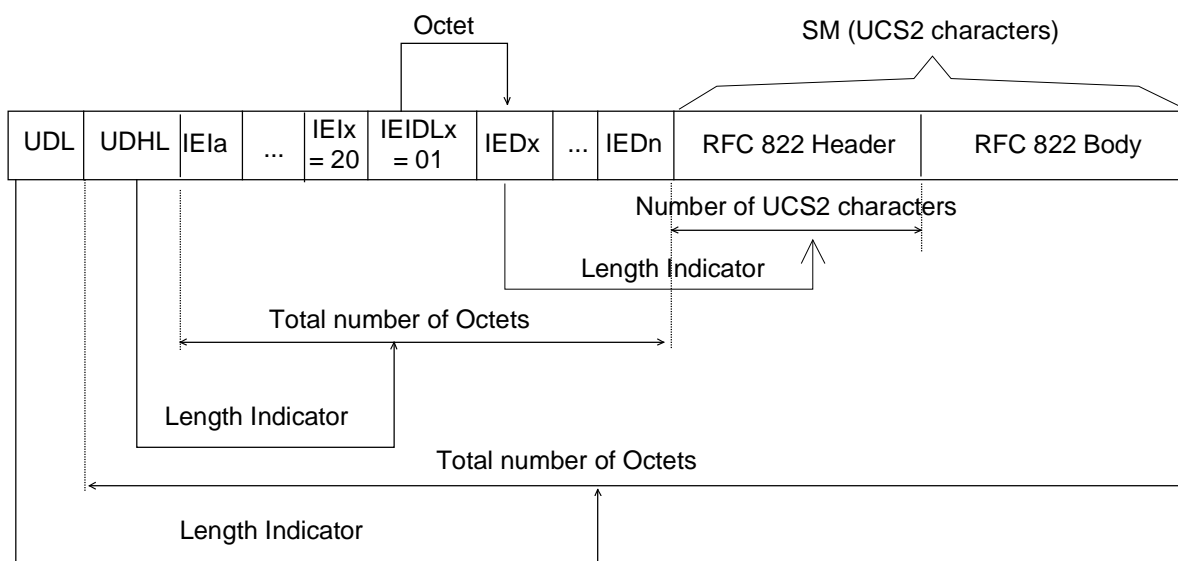 Octet
SM (UCS2 characters)
UDL UDHL IEIa ... IEIx = 20 IEIDLx = 01 IEDx ... IEDn RFC 822 Header RFC 822 Body
Number of UCS2 characters
Length Indicator
Total number of Octets
Length Indicator
Total number of Octets
Length Indicator